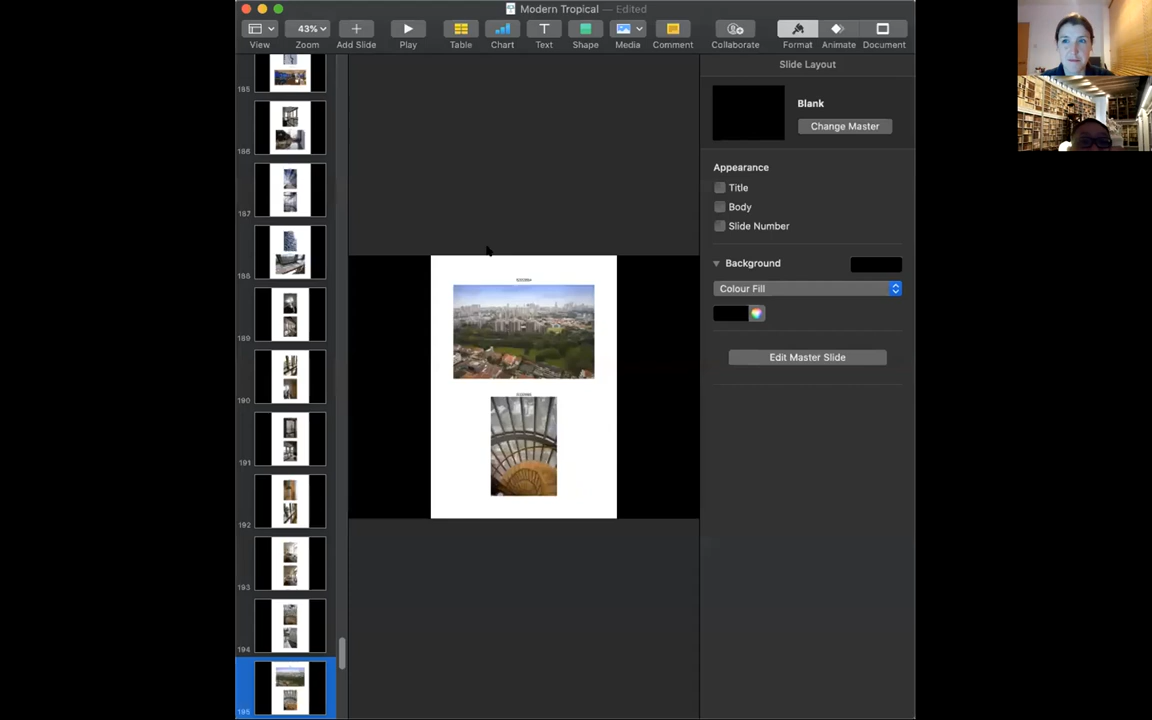 Modern Tropical — Edited
43%
View
Zoom
Add Slide
Play
Table
Chart
Text
Shape
Media
Comment
Collaborate
Format
Animate
Document
Slide Layout
Blank
Change Master
Appearance
Title
Body
Slide Number
Background
Colour Fill
Edit Master Slide
185
186
187
188
189
190
191
192
193
194
195